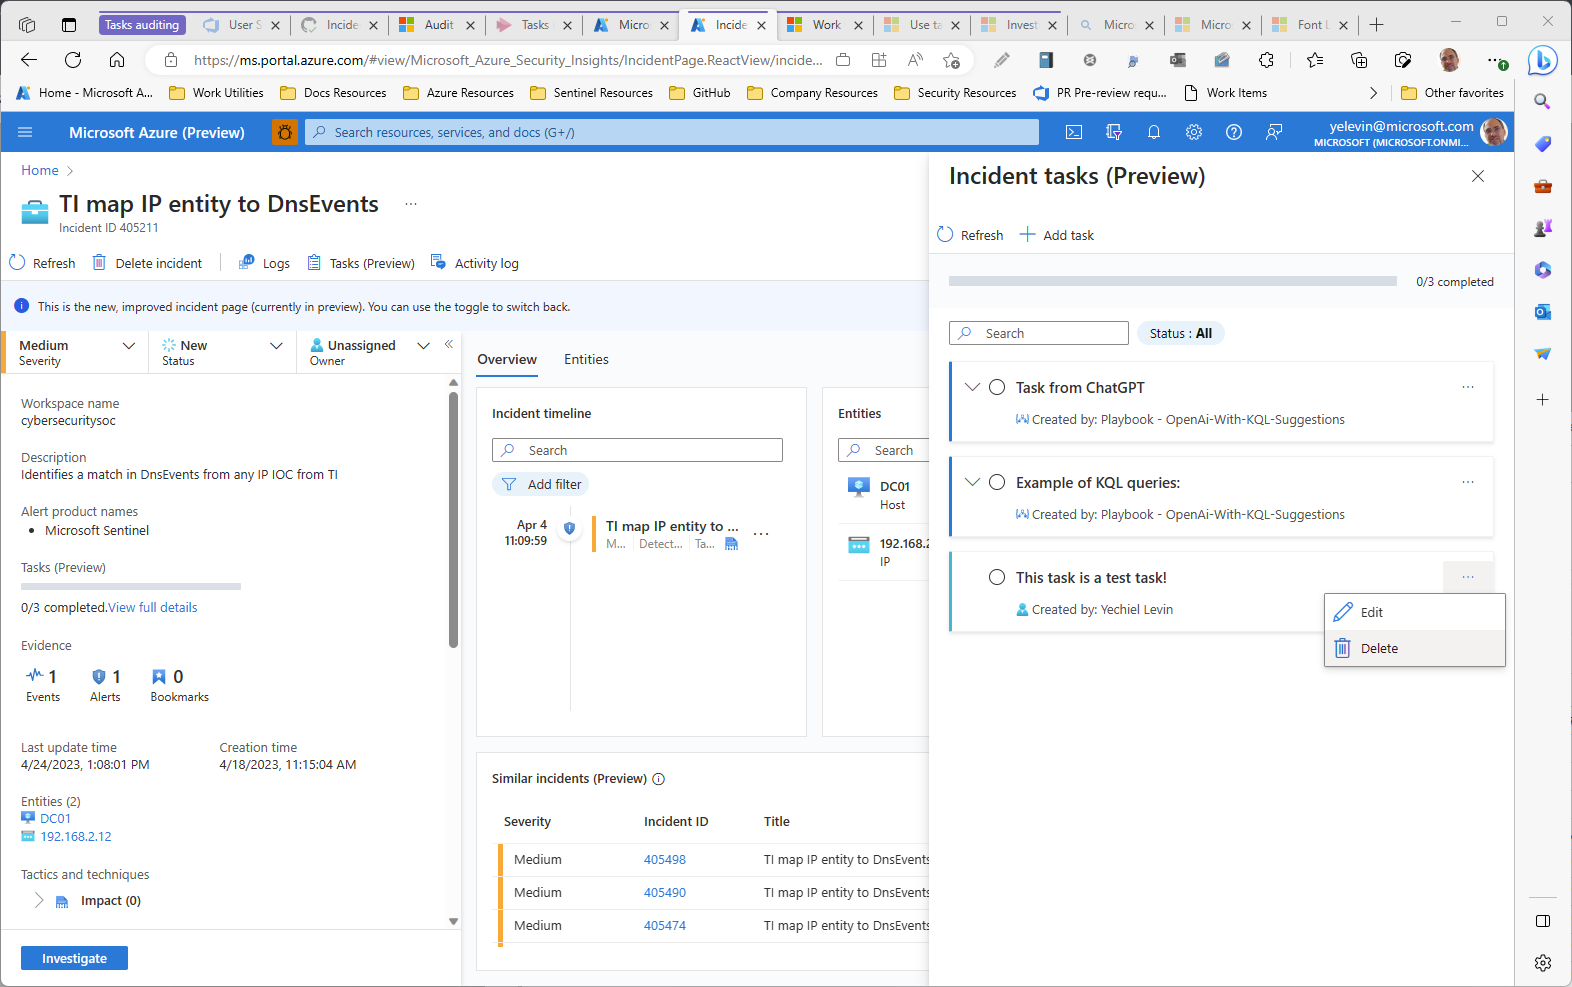 Tasks auditing
User S
Incide
Audit
Tasks
Micro
Incide
Work
Use ta
Invest
Micro
Micro
Font L
https://ms.portal.azure.com/#view/Microsoft_Azure_Security_Insights/IncidentPage.ReactView/incide...
Home - Microsoft A...
Work Utilities
Docs Resources
Azure Resources
Sentinel Resources
GitHub
Company Resources
Security Resources
PR Pre-review requ...
Work Items
Other favorites
Microsoft Azure (Preview)
Search resources, services, and docs (G+/)
yelevin@microsoft.com
MICROSOFT (MICROSOFT.ONMI...
Home
TI map IP entity to DnsEvents
...
Incident ID 405211
Refresh
Delete incident
Logs
Tasks (Preview)
Activity log
This is the new, improved incident page (currently in preview). You can use the toggle to switch back.
Medium
Severity
New
Status
Unassigned
Owner
Workspace name
cybersecuritysoc
Description
Identifies a match in DnsEvents from any IP IOC from TI
Alert product names
• Microsoft Sentinel
Tasks (Preview)
0/3 completed.View full details
Evidence
1
Events
1
Alerts
0
Bookmarks
Last update time
4/24/2023, 1:08:01 PM
Creation time
4/18/2023, 11:15:04 AM
Entities (2)
DC01
192.168.2.12
Tactics and techniques
Impact (0)
Investigate
Overview
Entities
Incident timeline
Search
Add filter
Apr 4
11:09:59
TI map IP entity to ...
M...
Detect...
Ta...
Entities
Search
DC01
Host
192.168.2
IP
Similar incidents (Preview)
Severity
Incident ID
Title
Medium
405498
TI map IP entity to DnsEvents
Medium
405490
TI map IP entity to DnsEvents
Medium
405474
TI map IP entity to DnsEvents
Incident tasks (Preview)
Refresh
Add task
0/3 completed
Search
Status : All
Task from ChatGPT
Created by: Playbook - OpenAi-With-KQL-Suggestions
Example of KQL queries:
Created by: Playbook - OpenAi-With-KQL-Suggestions
This task is a test task!
Created by: Yechiel Levin
Edit
Delete